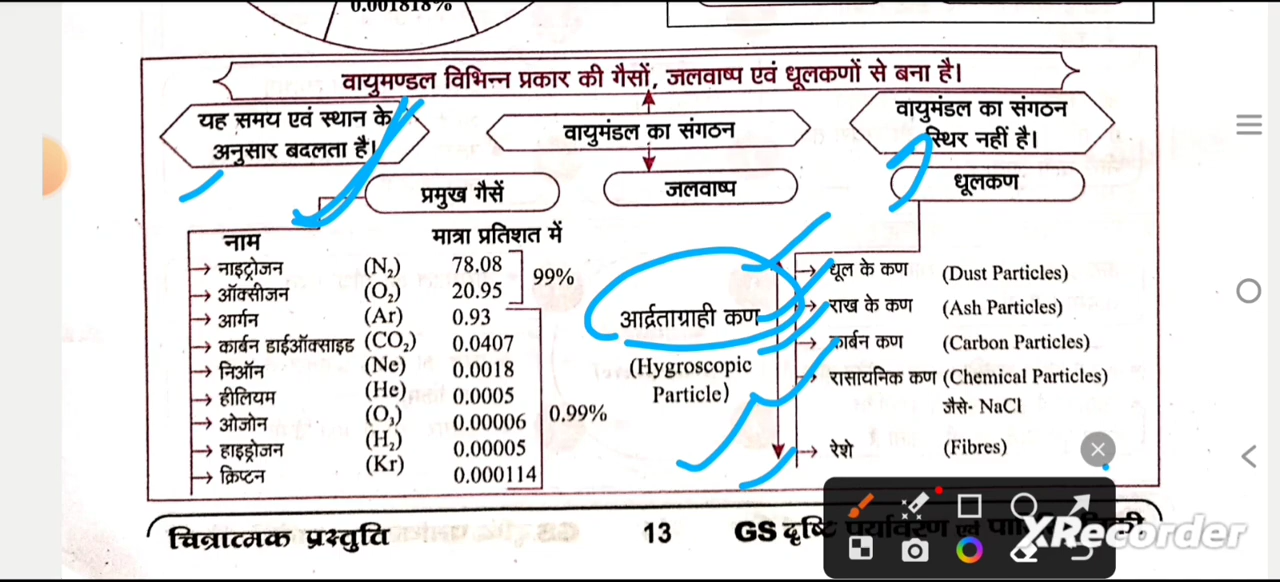 0.001818%
वायुमण्डल विभिन्न प्रकार की गैसों, जलवाष्प एवं धूलकणों से बना है।
यह समय एवं स्थान के
अनुसार बदलता है।
वायुमंडल का संगठन
वायुमंडल का संगठन
स्थिर नहीं है।
प्रमुख गैसें
जलवाष्प
धूलकण
नाम मात्रा प्रतिशत में
नाइट्रोजन (N₂) 78.08
ऑक्सीजन (O₂) 20.95
99%
आर्गन (Ar) 0.93
कार्बन डाईऑक्साइड (CO₂) 0.0407
निऑन (Ne) 0.0018
हीलियम (He) 0.0005
ओजोन (O₃) 0.00006
हाइड्रोजन (H₂) 0.00005
क्रिप्टन (Kr) 0.000114
0.99%
आर्द्रताग्राही कण
(Hygroscopic
Particle)
धूल के कण (Dust Particles)
राख के कण (Ash Particles)
कार्बन कण (Carbon Particles)
रासायनिक कण (Chemical Particles)
जैसे- NaCl
रेशे (Fibres)
चित्रात्मक प्रस्तुति 13 GS दृष्टि पर्यावरण एवं
XRecorder